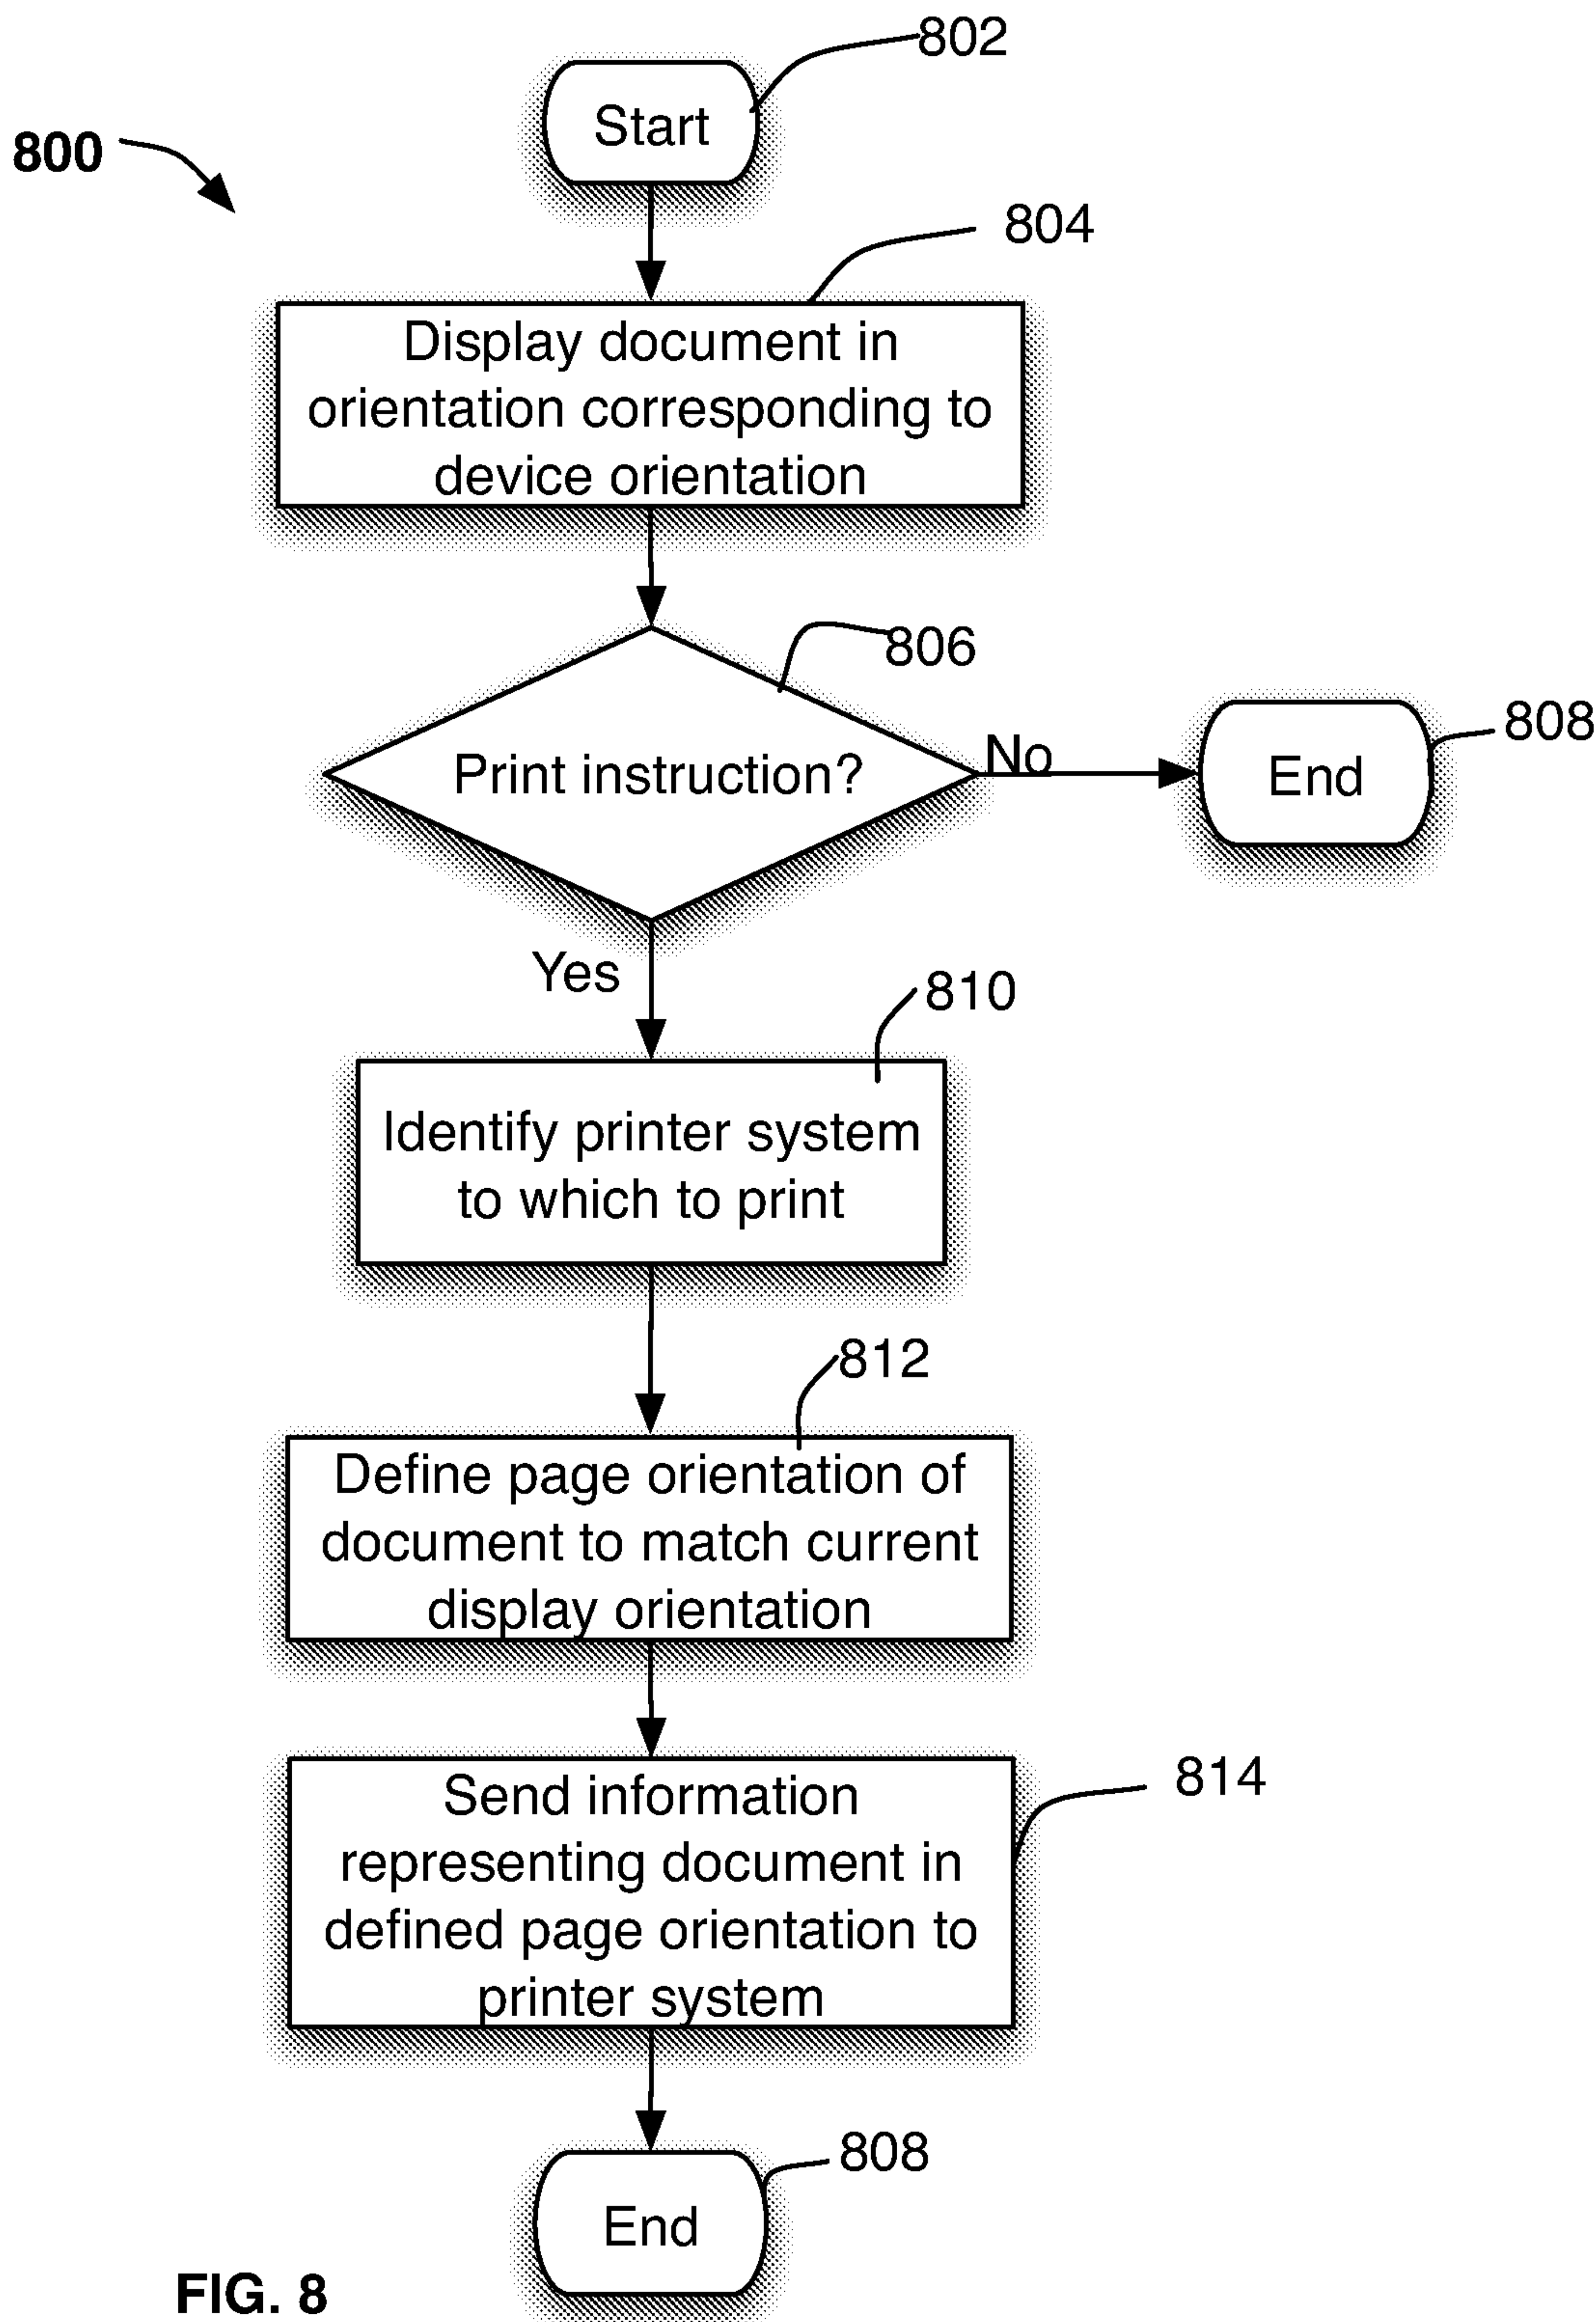 802
Start
800
804
Display document in
orientation corresponding to
device orientation
806
Print instruction?
No
808
End
Yes
810
Identify printer system
to which to print
812
Define page orientation of
document to match current
display orientation
814
Send information
representing document in
defined page orientation to
printer system
808
End
FIG. 8